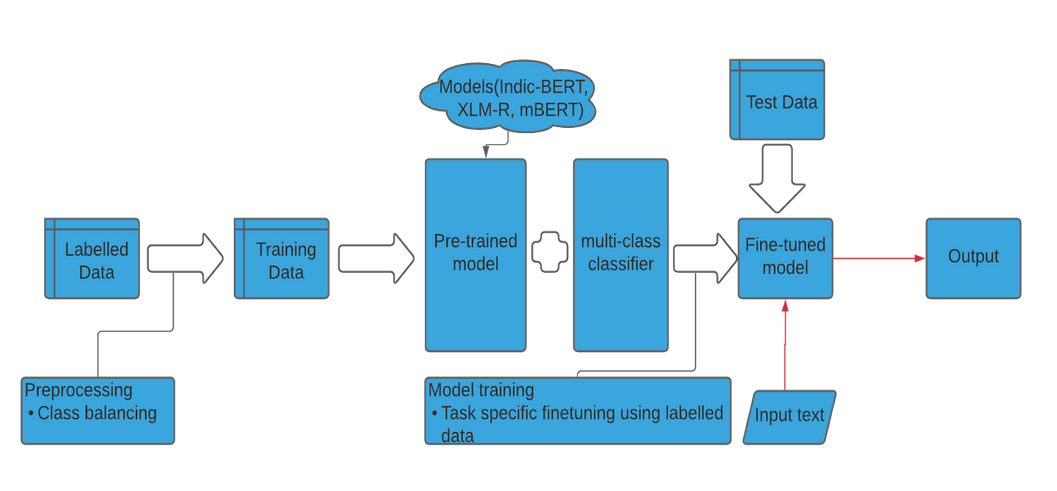 Models(Indic-BERT,
XLM-R, mBERT)
Test Data
Labelled
Data
Training
Data
Pre-trained
model
multi-class
classifier
Fine-tuned
model
Output
Preprocessing
• Class balancing
Model training
• Task specific finetuning using labelled
data
Input text